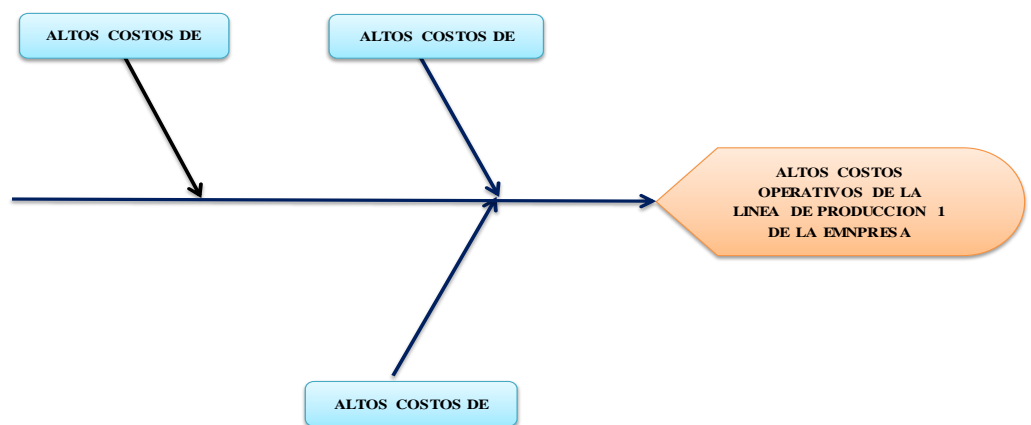 ALTOS COSTOS DE
ALTOS COSTOS DE
ALTOS COSTOS
OPERATIVOS DE LA
LINEA DE PRODUCCION 1
DE LA EMNPRESA
ALTOS COSTOS DE